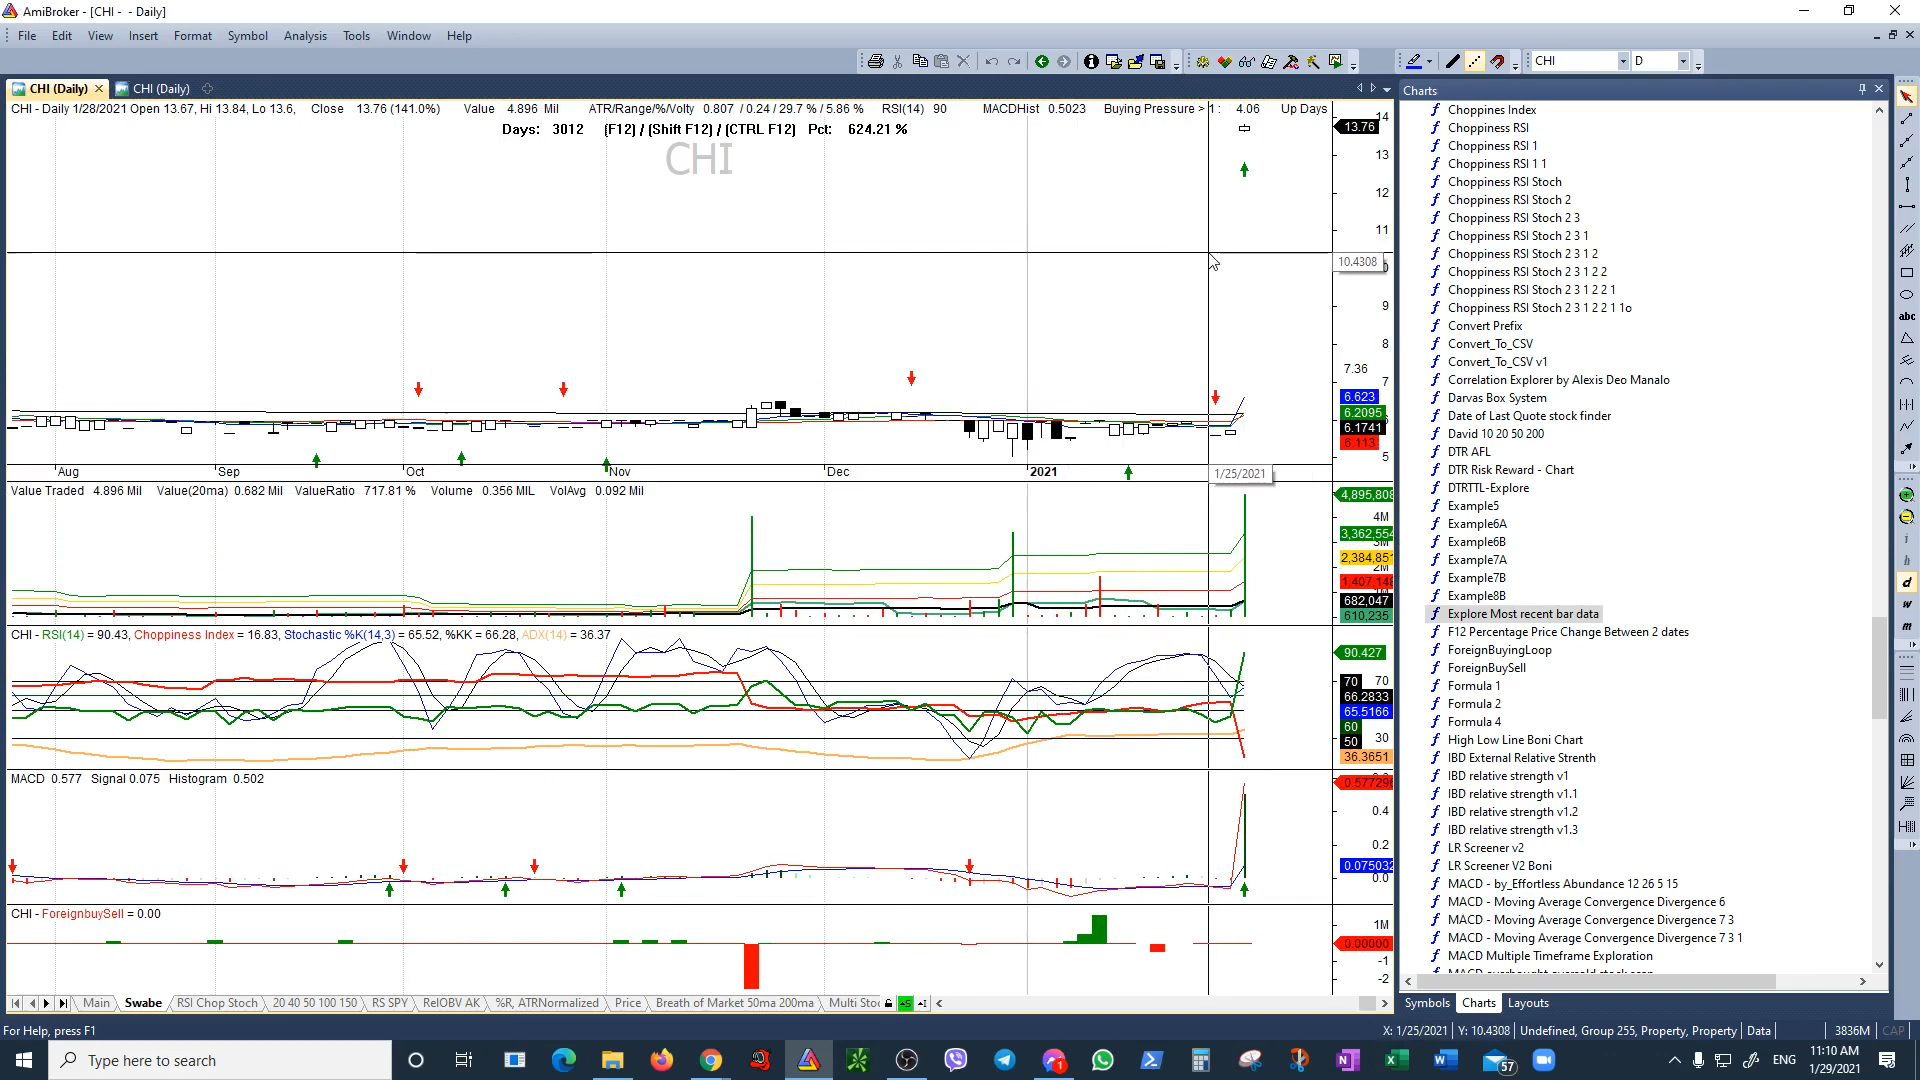 AmiBroker - [CHI - - Daily]
File Edit View Insert Format Symbol Analysis Tools Window Help
CHI D
CHI (Daily) CHI (Daily)
CHI - Daily 1/28/2021 Open 13.67, Hi 13.84, Lo 13.6, Close 13.76 (141.0%) Value 4.896 Mil ATR/Range/%/Volty 0.807 / 0.24 / 29.7 % / 5.86 % RSI(14) 90 MACDHist 0.5023 Buying Pressure > 1 : 4.06 Up Days
Days: 3012 (F12) / (Shift F12) / (CTRL F12) Pct: 624.21 %
CHI
14
13.76
13
12
11
10.4308
9
8
7.36
7
6.623
6.2095
6.1741
6.113
5
Aug Sep Oct Nov Dec 2021 1/25/2021
Value Traded 4.896 Mil Value(20ma) 0.682 Mil ValueRatio 717.81 % Volume 0.356 MIL VolAvg 0.092 Mil
4,895,808
4M
3,362,554
3M
2,384,851
2M
1,407,148
682,047
610,235
CHI - RSI(14) = 90.43, Choppiness Index = 16.83, Stochastic %K(14,3) = 65.52, %KK = 66.28, ADX(14) = 36.37
90.427
70 70
66.2833
65.5166
60
50 30
36.3651
MACD 0.577 Signal 0.075 Histogram 0.502
0.577296
0.4
0.2
0.075032
0.0
CHI - ForeignbuySell = 0.00
1M
0.00000
-1
-2
Main Swabe RSI Chop Stoch 20 40 50 100 150 RS SPY RelOBV AK %R, ATRNormalized Price Breath of Market 50ma 200ma Multi Stoc
Charts
Choppines Index
Choppiness RSI
Choppiness RSI 1
Choppiness RSI 1 1
Choppiness RSI Stoch
Choppiness RSI Stoch 2
Choppiness RSI Stoch 2 3
Choppiness RSI Stoch 2 3 1
Choppiness RSI Stoch 2 3 1 2
Choppiness RSI Stoch 2 3 1 2 2
Choppiness RSI Stoch 2 3 1 2 2 1
Choppiness RSI Stoch 2 3 1 2 2 1 1o
Convert Prefix
Convert_To_CSV
Convert_To_CSV v1
Correlation Explorer by Alexis Deo Manalo
Darvas Box System
Date of Last Quote stock finder
David 10 20 50 200
DTR AFL
DTR Risk Reward - Chart
DTRTTL-Explore
Example5
Example6A
Example6B
Example7A
Example7B
Example8B
Explore Most recent bar data
F12 Percentage Price Change Between 2 dates
ForeignBuyingLoop
ForeignBuySell
Formula 1
Formula 2
Formula 4
High Low Line Boni Chart
IBD External Relative Strenth
IBD relative strength v1
IBD relative strength v1.1
IBD relative strength v1.2
IBD relative strength v1.3
LR Screener v2
LR Screener V2 Boni
MACD - by_Effortless Abundance 12 26 5 15
MACD - Moving Average Convergence Divergence 6
MACD - Moving Average Convergence Divergence 7 3
MACD - Moving Average Convergence Divergence 7 3 1
MACD Multiple Timeframe Exploration
Symbols Charts Layouts
abc
i
h
d
w
m
For Help, press F1
X: 1/25/2021 Y: 10.4308 Undefined, Group 255, Property, Property Data 3836M CAP
Type here to search
57
ENG
11:10 AM
1/29/2021